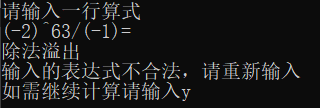 请输入一行算式
(-2)^63/(-1)=
除法溢出
输入的表达式不合法，请重新输入
如需继续计算请输入y